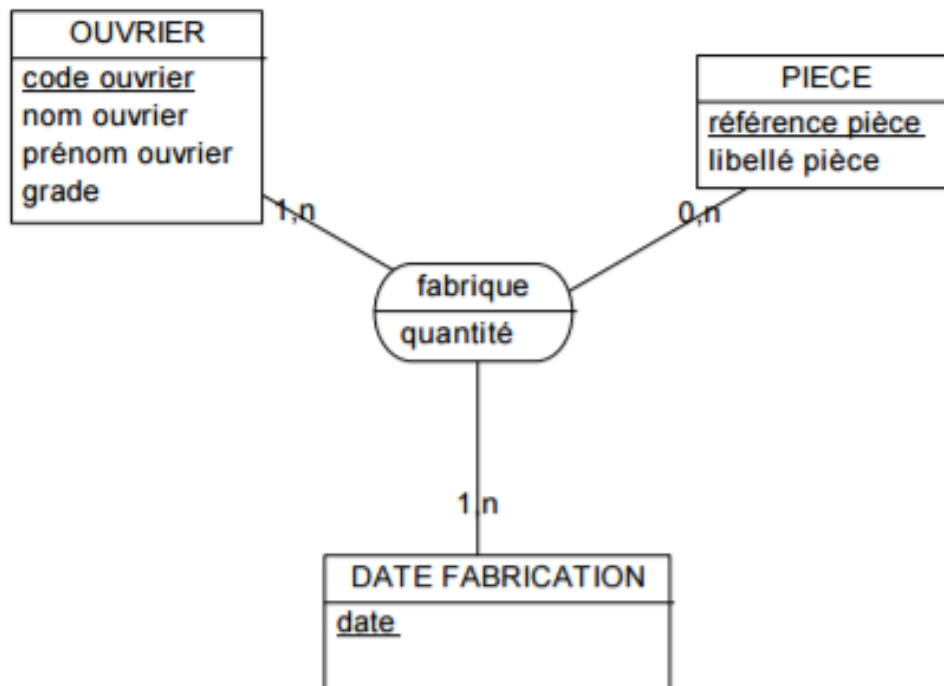 OUVRIER
code ouvrier
nom ouvrier
prénom ouvrier
grade
PIECE
référence pièce
libellé pièce
1,n
0,n
fabrique
quantité
1,n
DATE FABRICATION
date